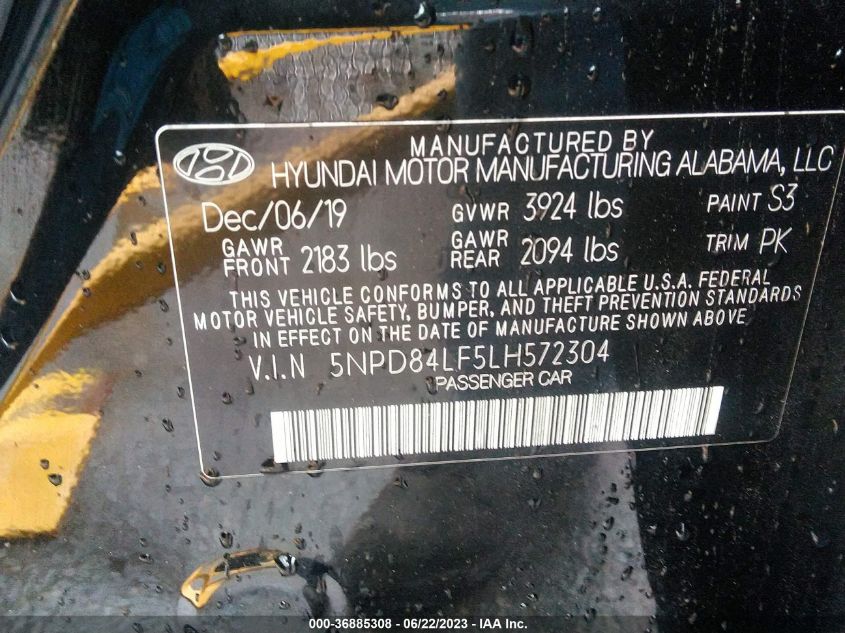 MANUFACTURED BY
HYUNDAI MOTOR MANUFACTURING ALABAMA, LLC
Dec/06/19 GVWR 3924 lbs PAINT S3
GAWR FRONT 2183 lbs GAWR REAR 2094 lbs TRIM PK
THIS VEHICLE CONFORMS TO ALL APPLICABLE U.S.A. FEDERAL
MOTOR VEHICLE SAFETY, BUMPER, AND THEFT PREVENTION STANDARDS
IN EFFECT ON THE DATE OF MANUFACTURE SHOWN ABOVE
V.I.N 5NPD84LF5LH572304
PASSENGER CAR
000-36885308 - 06/22/2023 - IAA Inc.